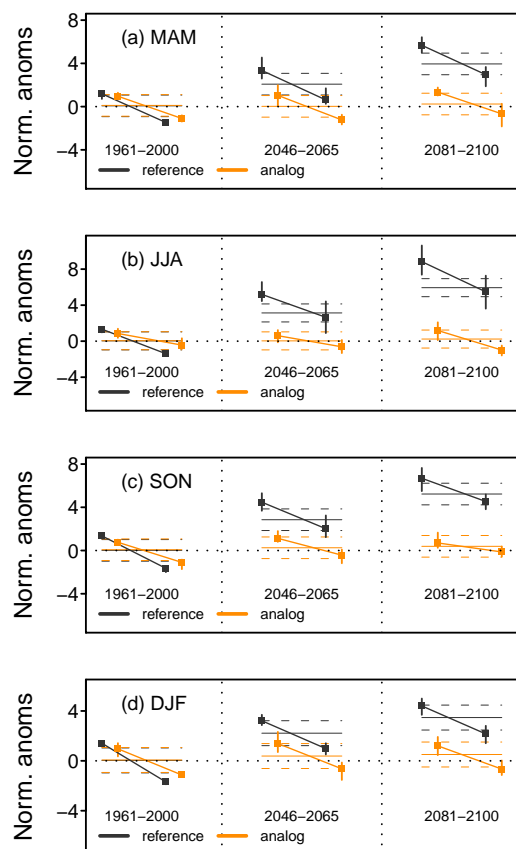 (a) MAM
Norm. anoms
8
4
0
−4
1961−2000
2046−2065
2081−2100
reference
analog
(b) JJA
Norm. anoms
8
4
0
−4
1961−2000
2046−2065
2081−2100
reference
analog
(c) SON
Norm. anoms
8
4
0
−4
1961−2000
2046−2065
2081−2100
reference
analog
(d) DJF
Norm. anoms
4
0
−4
1961−2000
2046−2065
2081−2100
reference
analog